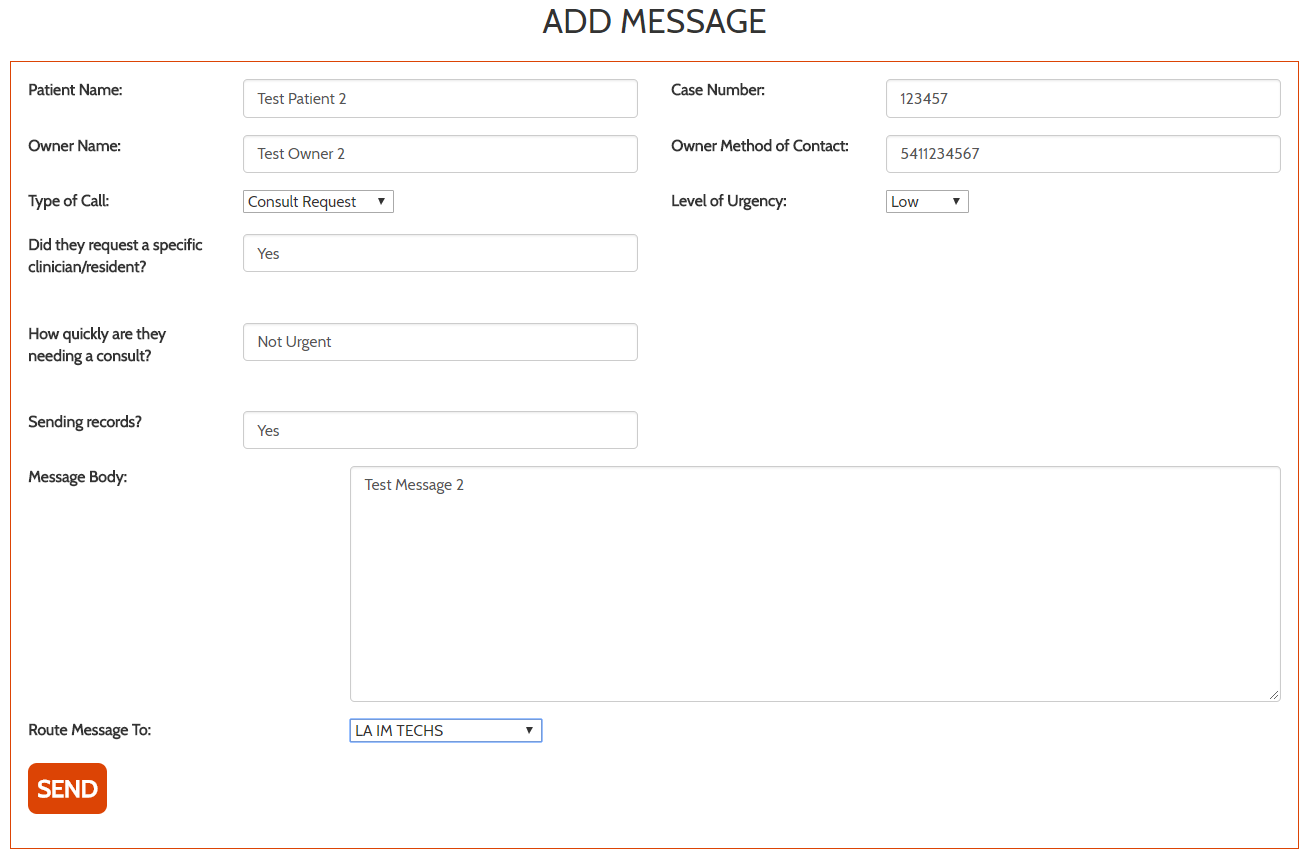 ADD MESSAGE
Patient Name: Test Patient 2 Case Number: 123457
Owner Name: Test Owner 2 Owner Method of Contact: 5411234567
Type of Call: Consult Request Level of Urgency: Low
Did they request a specific
clinician/resident?
Yes
How quickly are they
needing a consult?
Not Urgent
Sending records? Yes
Message Body: Test Message 2
Route Message To: LA IM TECHS
SEND